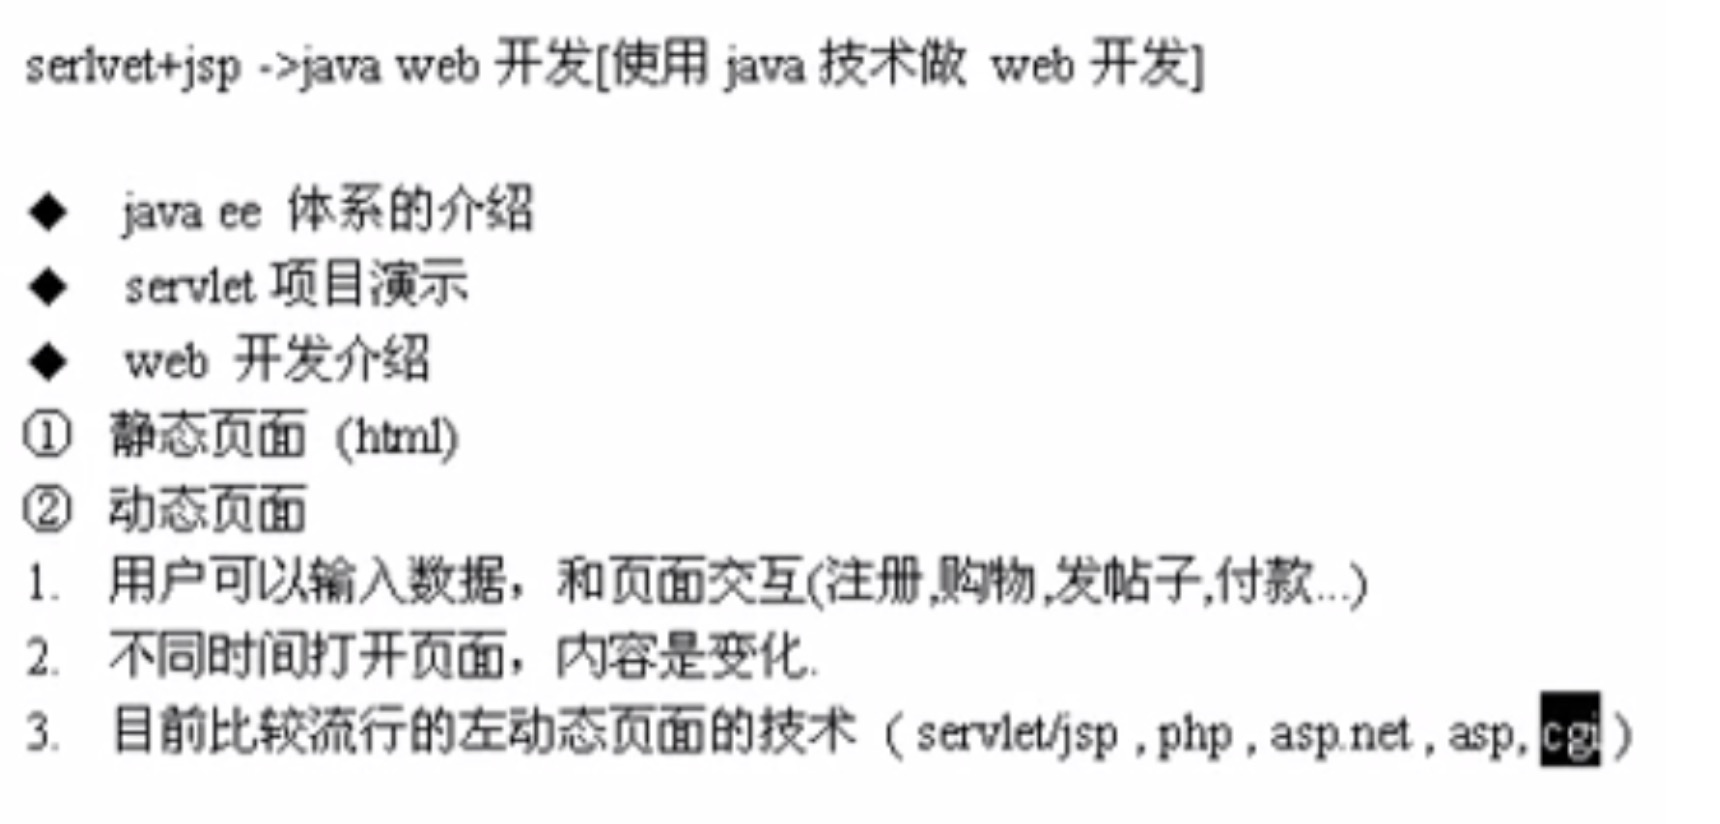 serlvet+jsp ->java web 开发[使用 java 技术做 web 开发]
◆ java ee 体系的介绍
◆ servlet 项目演示
◆ web 开发介绍
① 静态页面 (html)
② 动态页面
1. 用户可以输入数据，和页面交互(注册,购物,发帖子,付款...)
2. 不同时间打开页面，内容是变化.
3. 目前比较流行的左动态页面的技术（servlet/jsp , php , asp.net , asp, cgi）